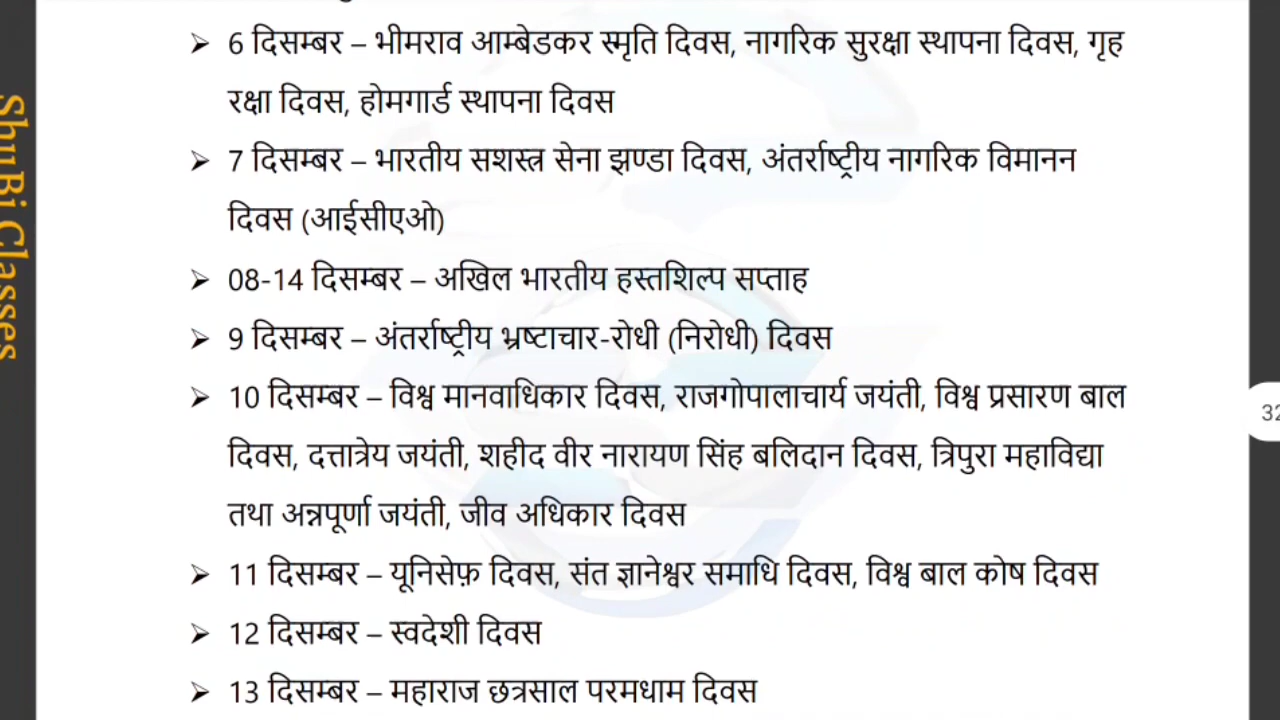 ➢ 6 दिसम्बर – भीमराव आम्बेडकर स्मृति दिवस, नागरिक सुरक्षा स्थापना दिवस, गृह
रक्षा दिवस, होमगार्ड स्थापना दिवस
➢ 7 दिसम्बर – भारतीय सशस्त्र सेना झण्डा दिवस, अंतर्राष्ट्रीय नागरिक विमानन
दिवस (आईसीएओ)
➢ 08-14 दिसम्बर – अखिल भारतीय हस्तशिल्प सप्ताह
➢ 9 दिसम्बर – अंतर्राष्ट्रीय भ्रष्टाचार-रोधी (निरोधी) दिवस
➢ 10 दिसम्बर – विश्व मानवाधिकार दिवस, राजगोपालाचार्य जयंती, विश्व प्रसारण बाल
दिवस, दत्तात्रेय जयंती, शहीद वीर नारायण सिंह बलिदान दिवस, त्रिपुरा महाविद्या
तथा अन्नपूर्णा जयंती, जीव अधिकार दिवस
➢ 11 दिसम्बर – यूनिसेफ़ दिवस, संत ज्ञानेश्वर समाधि दिवस, विश्व बाल कोष दिवस
➢ 12 दिसम्बर – स्वदेशी दिवस
➢ 13 दिसम्बर – महाराज छत्रसाल परमधाम दिवस
ShuBi Classes
32